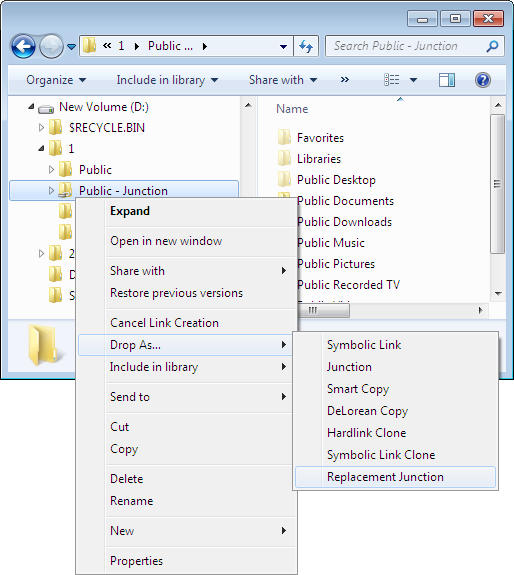 « 1 Public ...
Search Public - Junction
Organize
Include in library
Share with
»
New Volume (D:)
$RECYCLE.BIN
1
Public
Public - Junction
2
D
S
Name
Favorites
Libraries
Public Desktop
Public Documents
Public Downloads
Public Music
Public Pictures
Public Recorded TV
Expand
Open in new window
Share with
Restore previous versions
Cancel Link Creation
Drop As...
Include in library
Send to
Cut
Copy
Delete
Rename
New
Properties
Symbolic Link
Junction
Smart Copy
DeLorean Copy
Hardlink Clone
Symbolic Link Clone
Replacement Junction